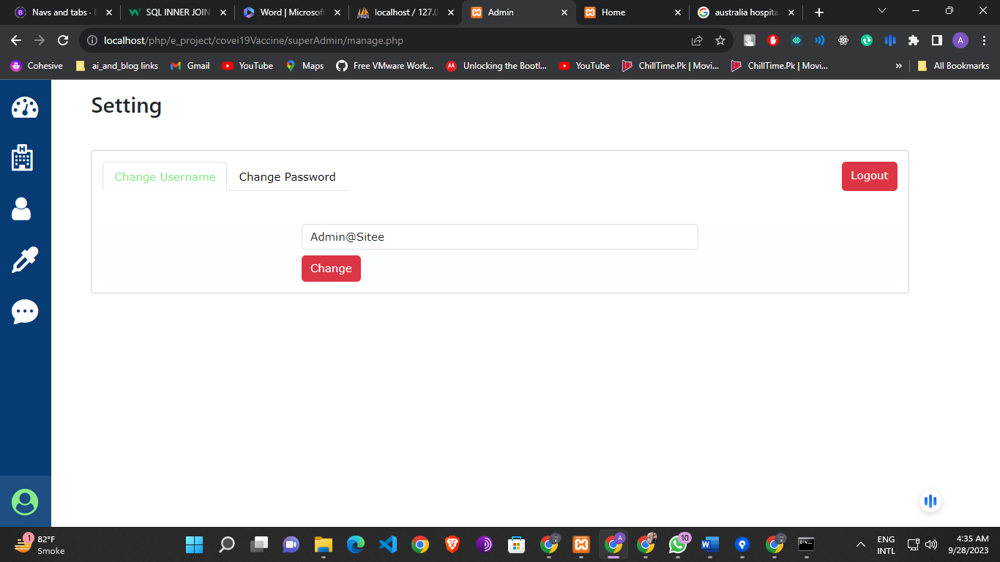 Navs and tabs · B
SQL INNER JOIN
Word | Microsof
localhost / 127.0
Admin
Home
australia hospita
localhost/php/e_project/covei19Vaccine/superAdmin/manage.php
A
Cohesive
ai_and_blog links
Gmail
YouTube
Maps
Free VMware Work...
Unlocking the Bootl...
YouTube
ChillTime.Pk | Movi...
ChillTime.Pk | Movi...
»
All Bookmarks
Setting
Change Username
Change Password
Logout
Admin@Sitee
Change
1
82°F
Smoke
A
10
ENG
INTL
4:35 AM
9/28/2023